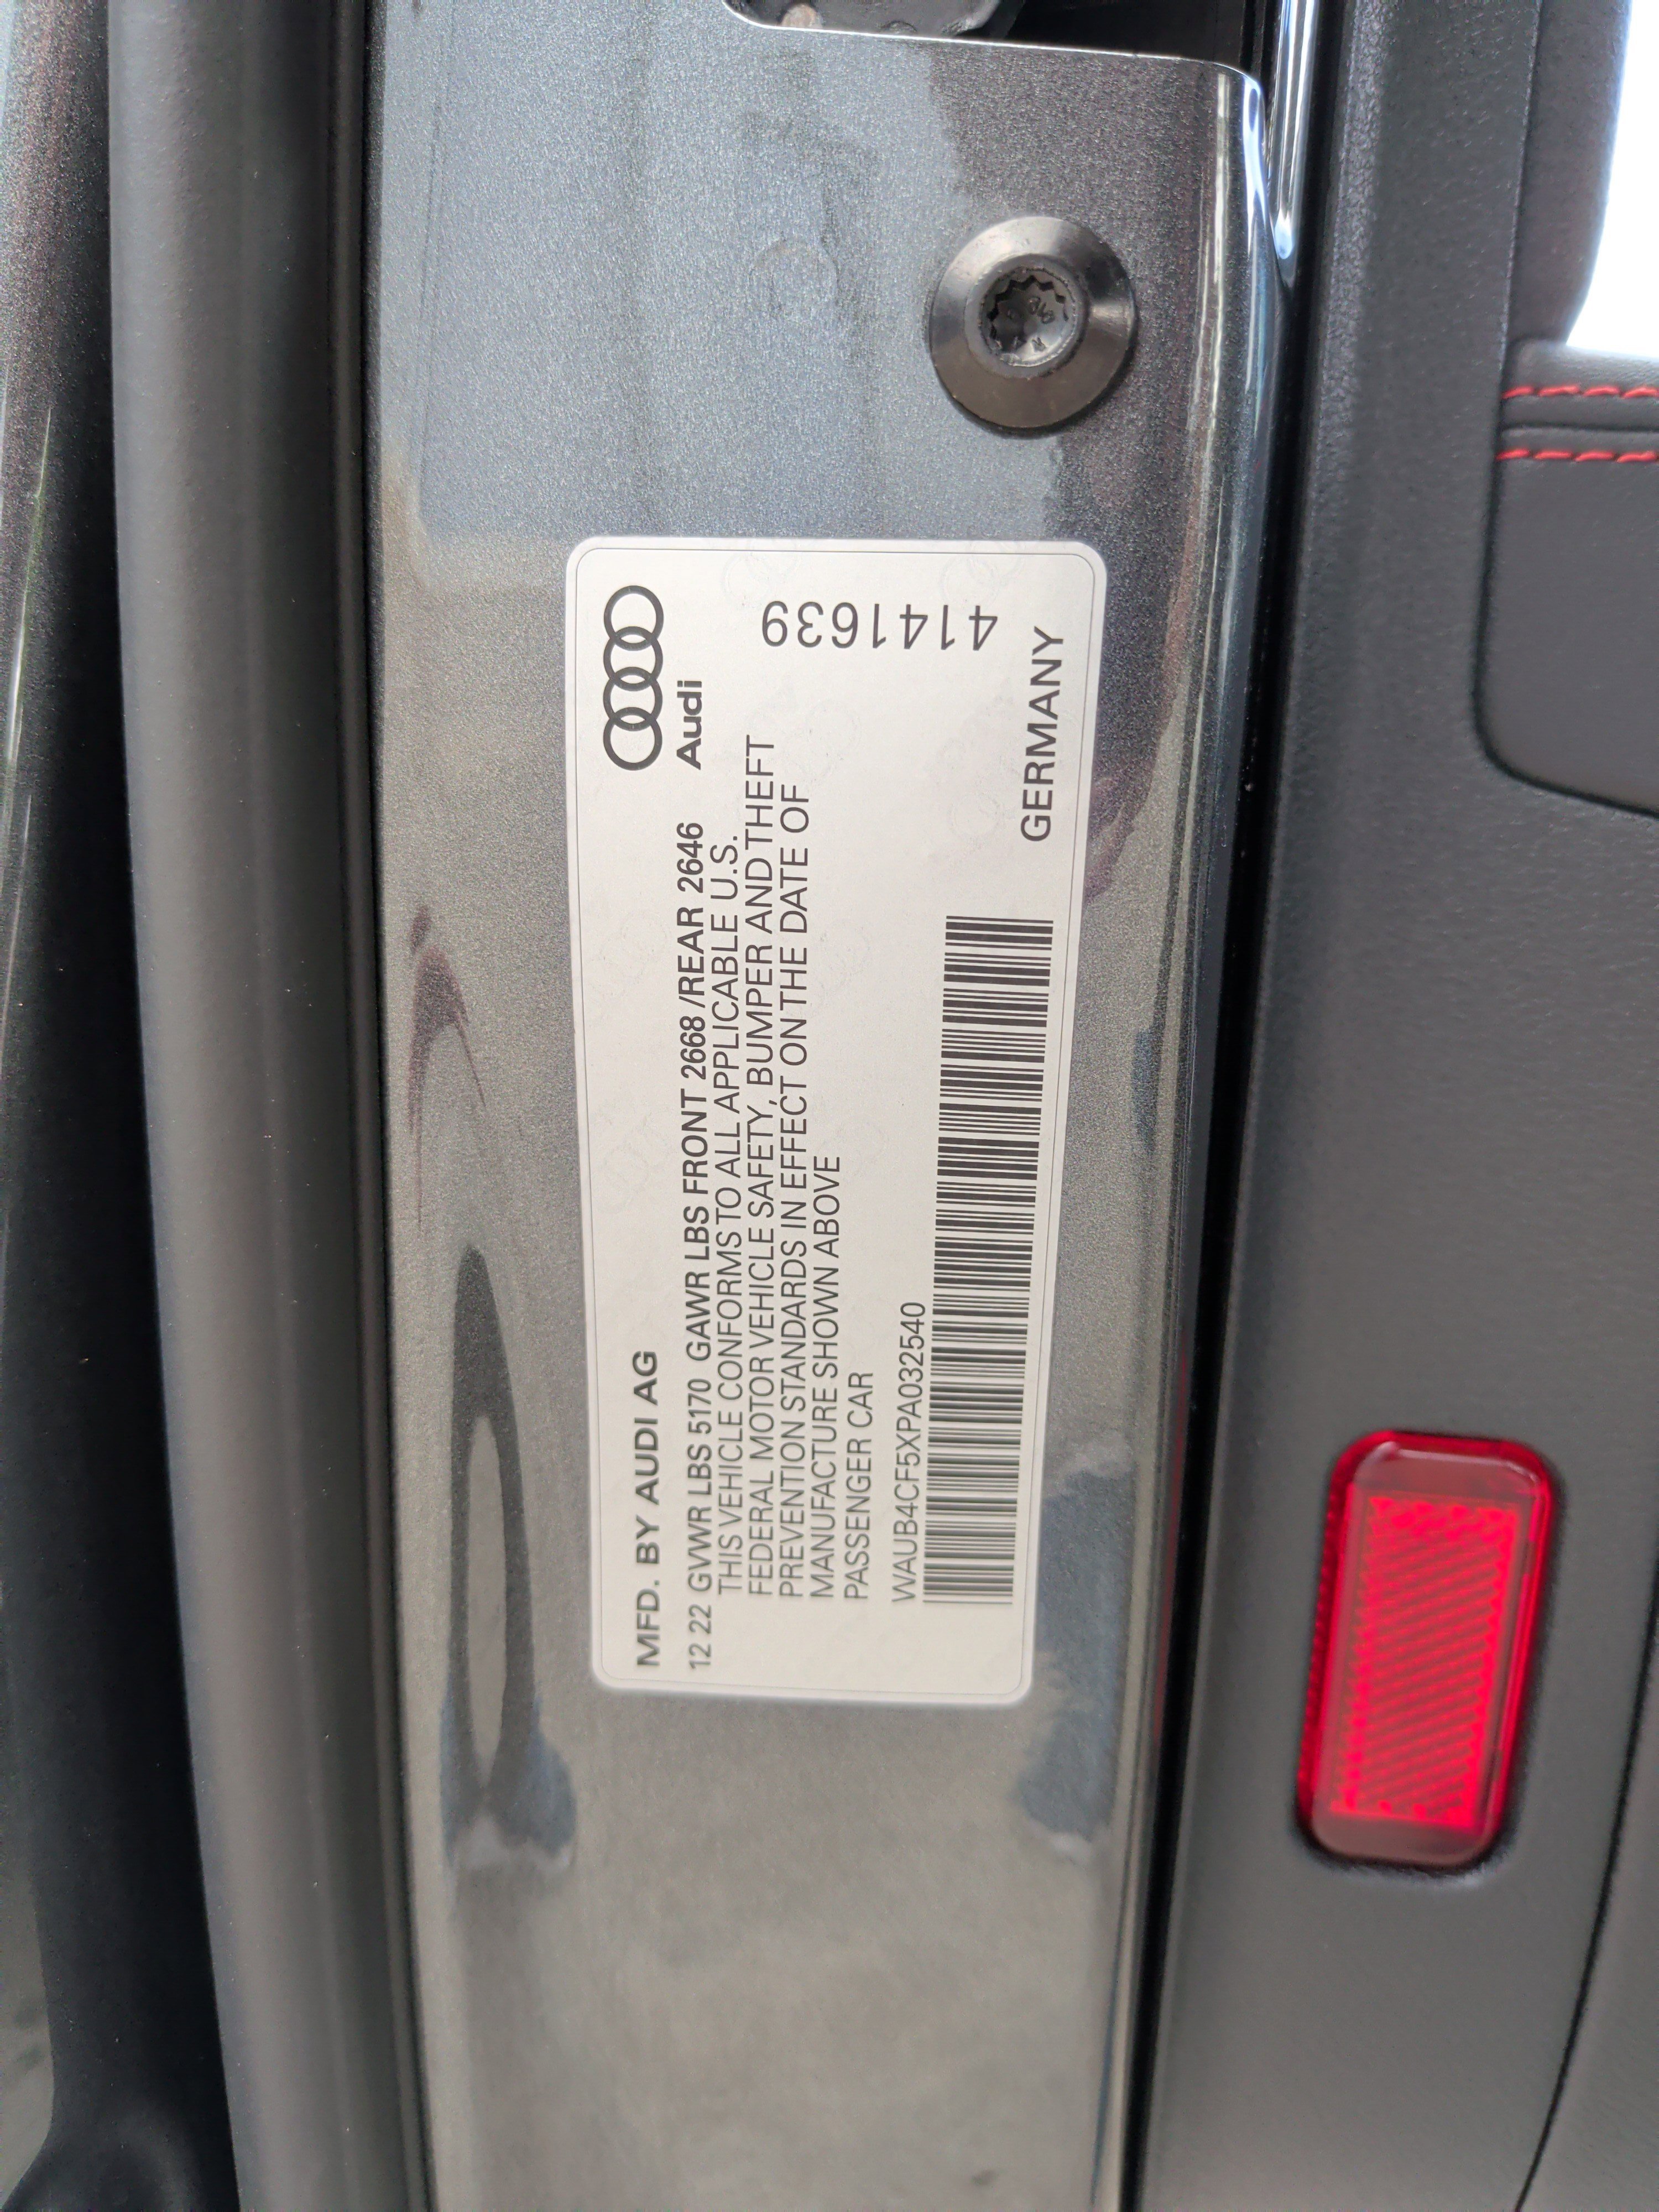 MFD. BY AUDI AG
Audi
12 22 GVWR LBS 5170 GAWR LBS FRONT 2668 /REAR 2646
THIS VEHICLE CONFORMS TO ALL APPLICABLE U.S.
FEDERAL MOTOR VEHICLE SAFETY, BUMPER AND THEFT
PREVENTION STANDARDS IN EFFECT ON THE DATE OF
MANUFACTURE SHOWN ABOVE
PASSENGER CAR
4141639
WAUB4CF5XPA032540
GERMANY